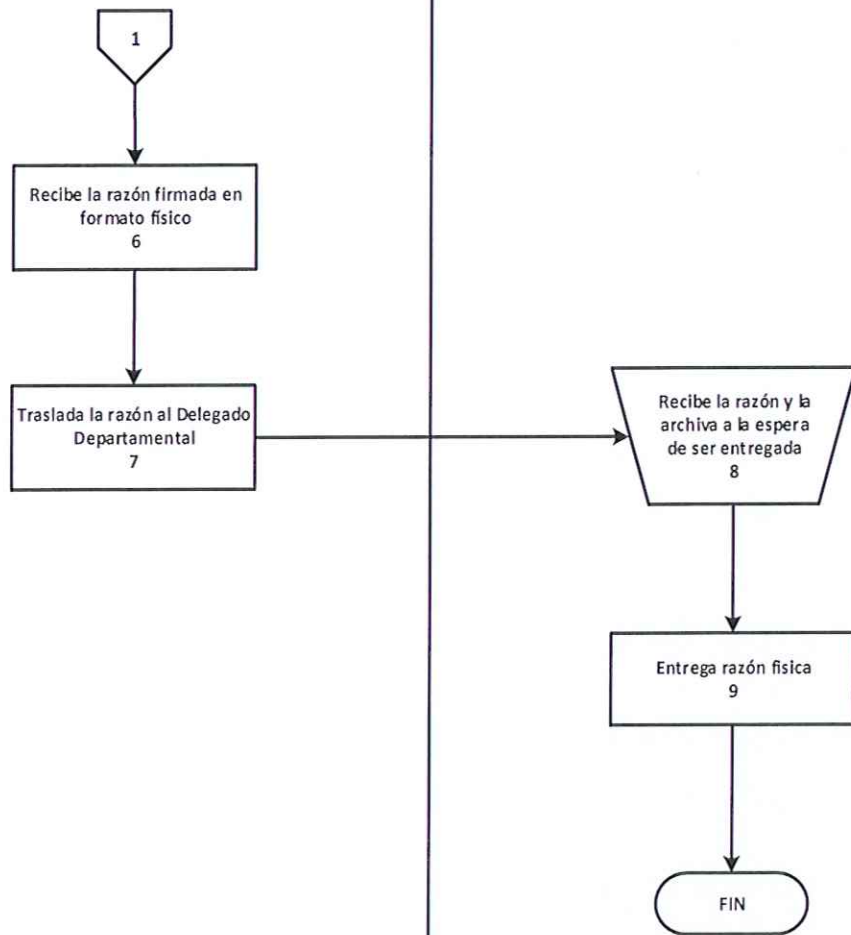 1
Recibe la razón firmada en
formato físico
6
Traslada la razón al Delegado
Departamental
7
Recibe la razón y la
archiva a la espera
de ser entregada
8
Entrega razón fisica
9
FIN